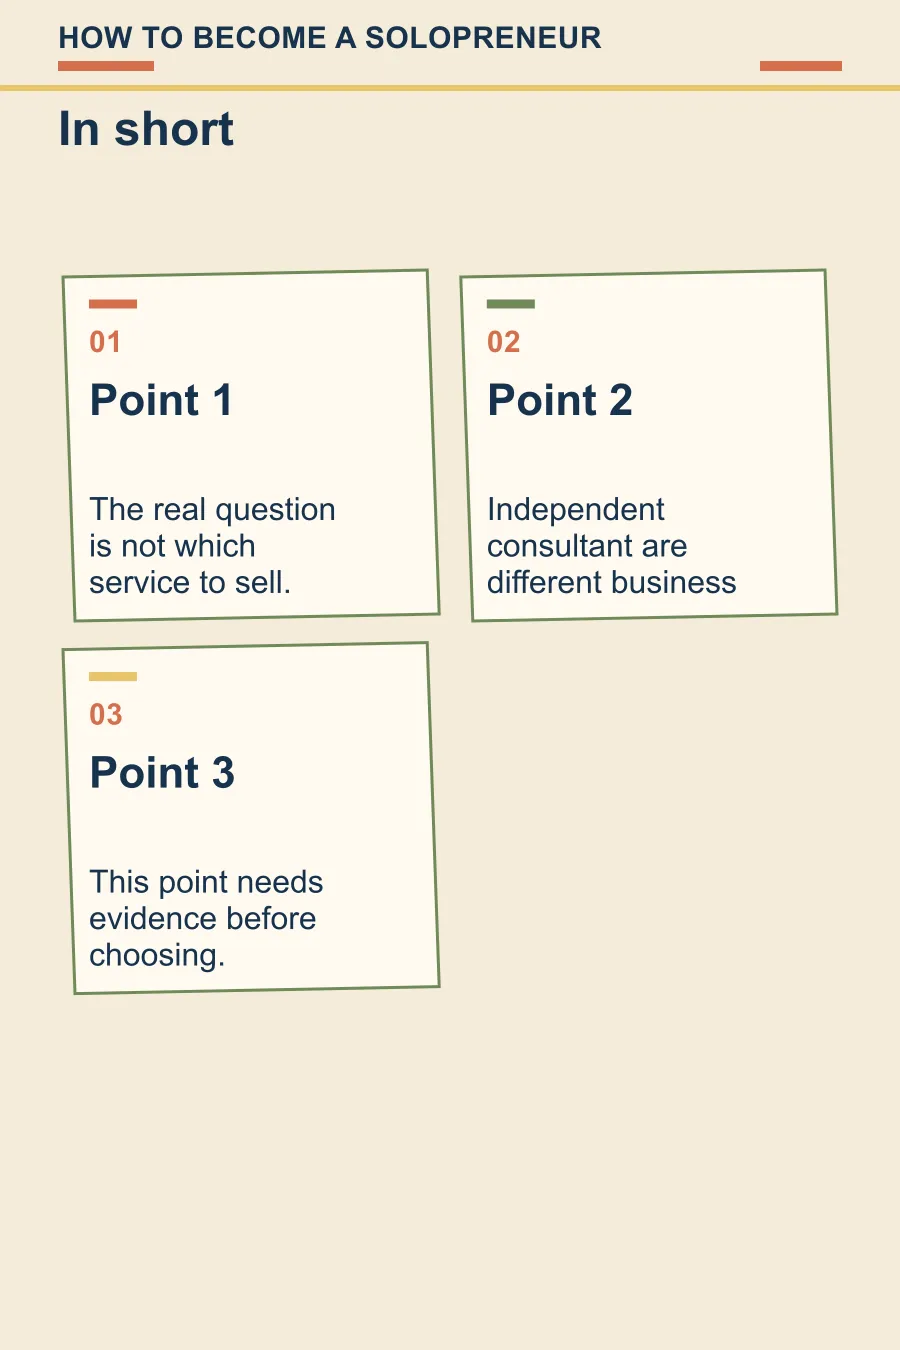 HOW TO BECOME A SOLOPRENEUR
In short
01
Point 1
The real question
is not which
service to sell.
02
Point 2
Independent
consultant are
different business
03
Point 3
This point needs
evidence before
choosing.